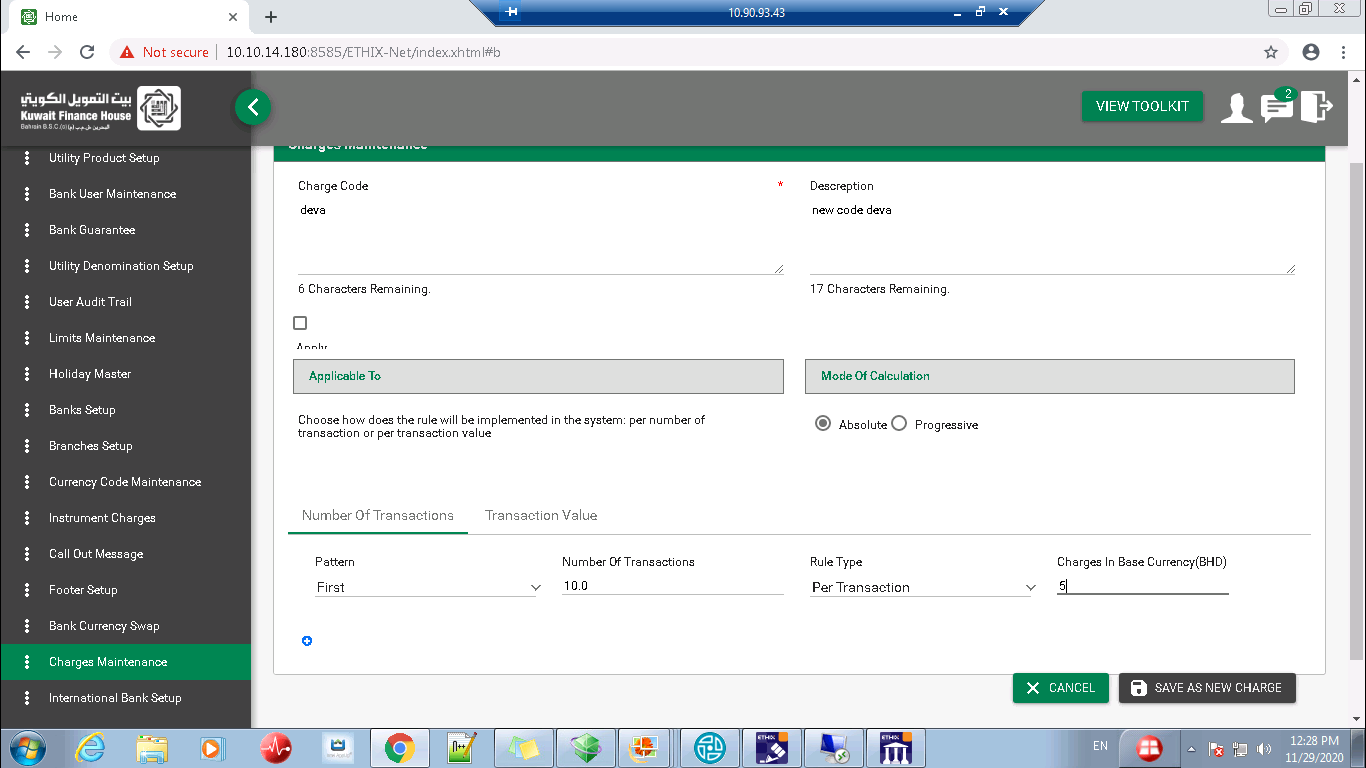 Home
10.90.93.43
Not secure
10.10.14.180:8585/ETHIX-Net/index.xhtml#b
بيت التمويل الكويتي
Kuwait Finance House
VIEW TOOLKIT
2
Charges Maintenance
Utility Product Setup
Bank User Maintenance
Bank Guarantee
Utility Denomination Setup
User Audit Trail
Limits Maintenance
Holiday Master
Banks Setup
Branches Setup
Currency Code Maintenance
Instrument Charges
Call Out Message
Footer Setup
Bank Currency Swap
Charges Maintenance
International Bank Setup
Charge Code *
deva
6 Characters Remaining.
Descreption
new code deva
17 Characters Remaining.
Apply
Applicable To
Mode Of Calculation
Choose how does the rule will be implemented in the system: per number of
transaction or per transaction value
Absolute Progressive
Number Of Transactions Transaction Value
Pattern
First
Number Of Transactions
10.0
Rule Type
Per Transaction
Charges In Base Currency(BHD)
5
CANCEL
SAVE AS NEW CHARGE
EN
12:28 PM
11/29/2020